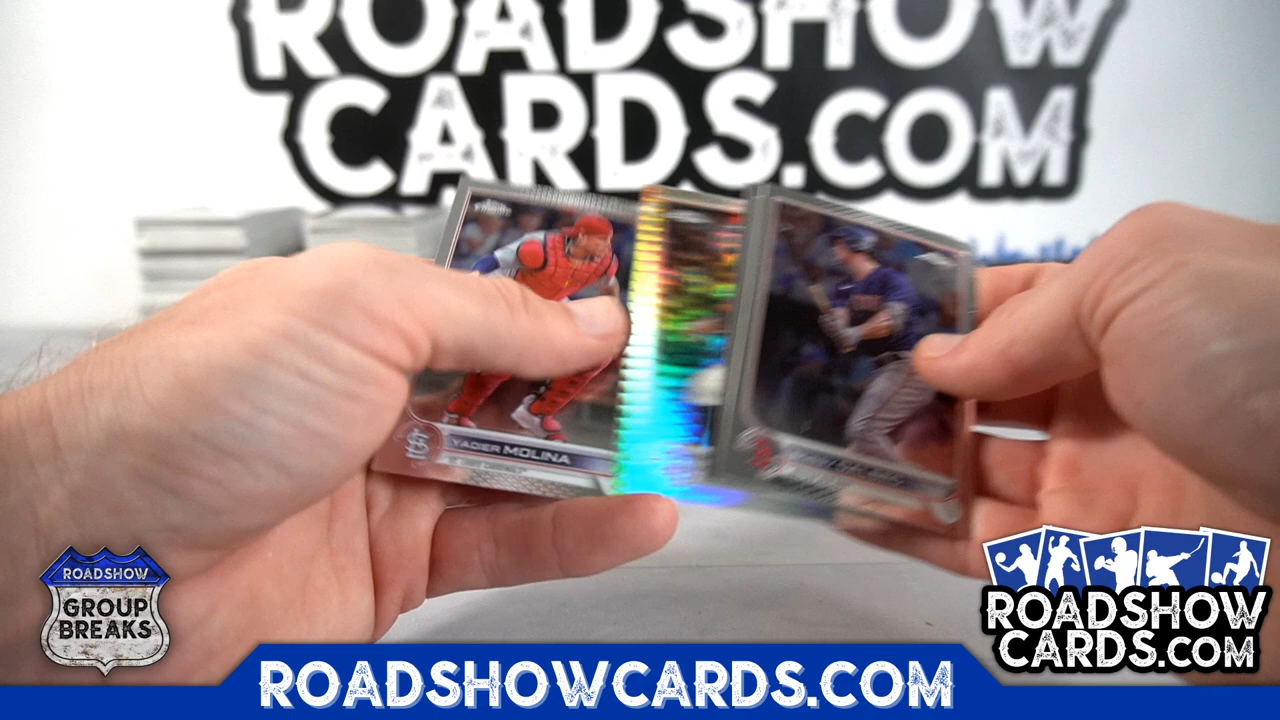 ROADSHOW
CARDS.COM
YADIER MOLINA
ROADSHOW
GROUP
BREAKS
ROADSHOW
CARDS.COM
ROADSHOWCARDS.COM